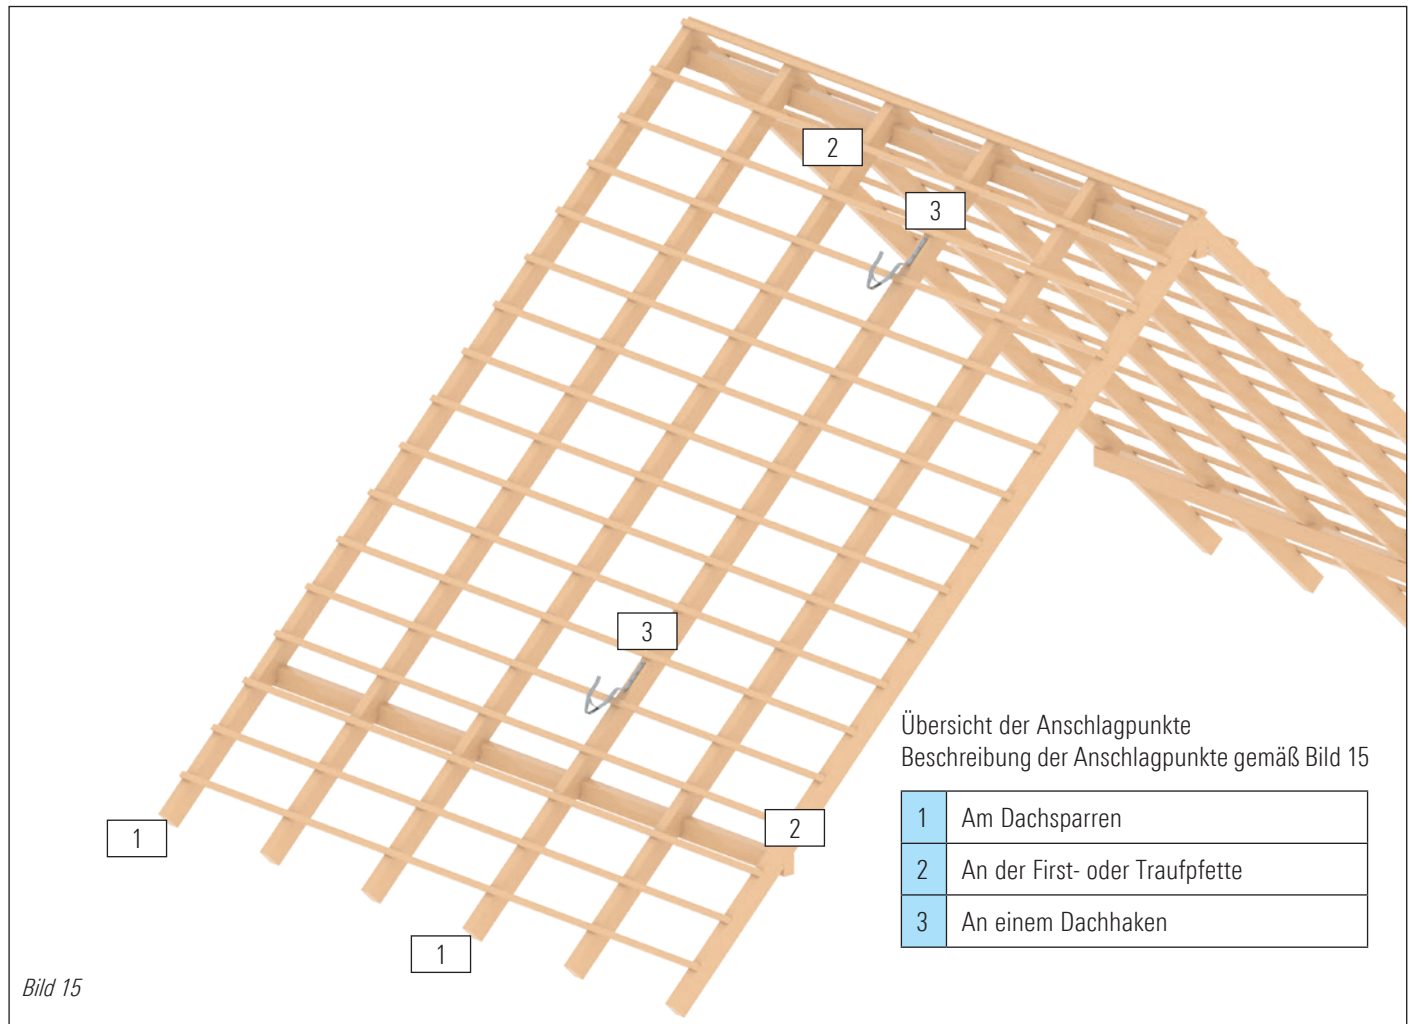 2
3
3
Übersicht der Anschlagpunkte
Beschreibung der Anschlagpunkte gemäß Bild 15
1 Am Dachsparren
2 An der First- oder Traufpfette
3 An einem Dachhaken
2
1
1
Bild 15